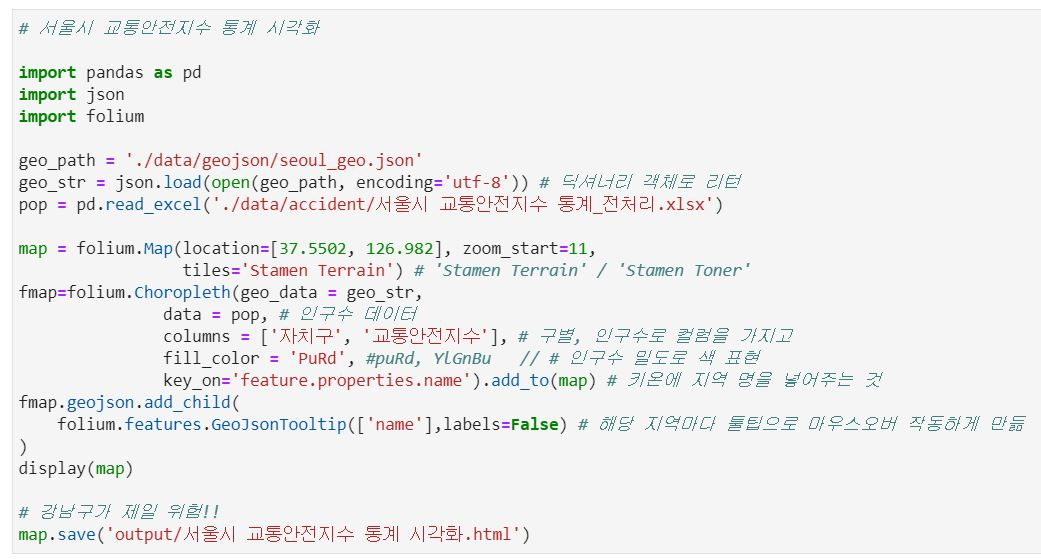 # 서울시 교통안전지수 통계 시각화
import pandas as pd
import json
import folium
geo_path = './data/geojson/seoul_geo.json'
geo_str = json.load(open(geo_path, encoding='utf-8')) # 딕셔너리 객체로 리턴
pop = pd.read_excel('./data/accident/서울시 교통안전지수 통계_전처리.xlsx')
map = folium.Map(location=[37.5502, 126.982], zoom_start=11,
tiles='Stamen Terrain') # 'Stamen Terrain' / 'Stamen Toner'
fmap=folium.Choropleth(geo_data = geo_str,
data = pop, # 인구수 데이터
columns = ['자치구', '교통안전지수'], # 구별, 인구수로 컬럼을 가지고
fill_color = 'PuRd', #puRd, YlGnBu // # 인구수 밀도로 색 표현
key_on='feature.properties.name').add_to(map) # 키온에 지역 명을 넣어주는 것
fmap.geojson.add_child(
folium.features.GeoJsonTooltip(['name'],labels=False) # 해당 지역마다 툴팁으로 마우스오버 작동하게 만듦
)
display(map)
# 강남구가 제일 위험!!
map.save('output/서울시 교통안전지수 통계 시각화.html')